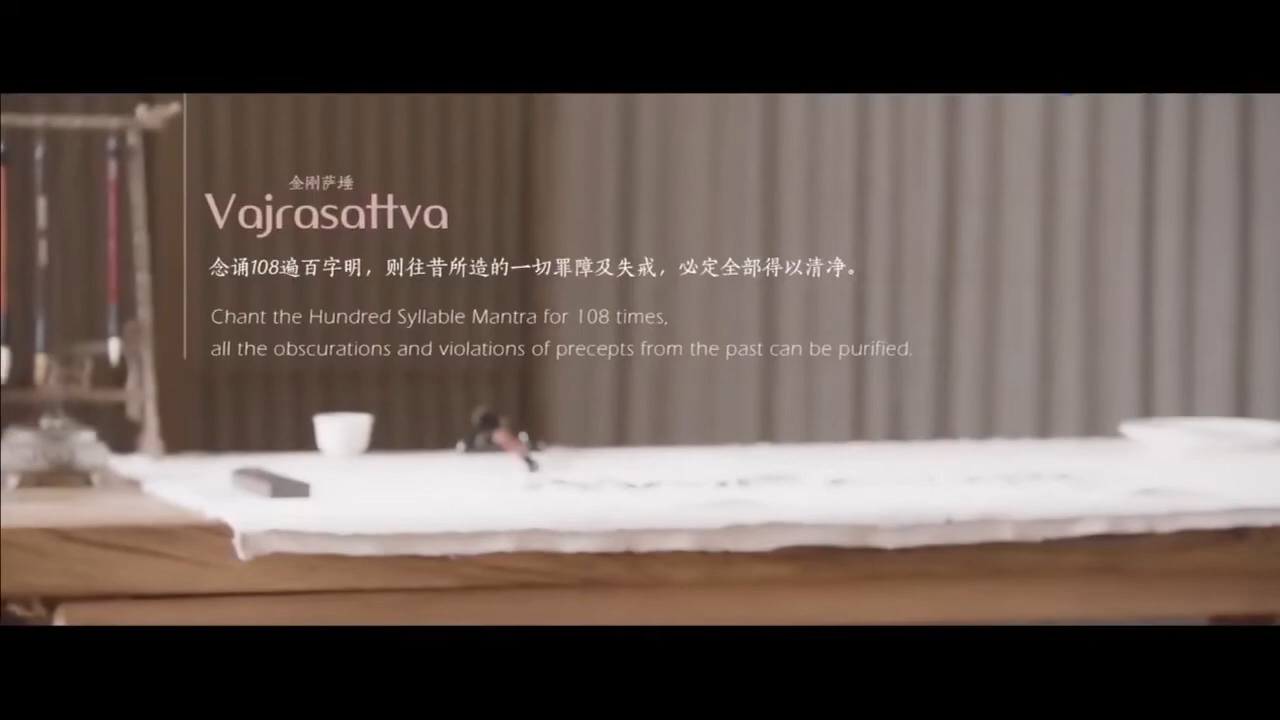 金刚萨埵
Vajrasattva
念诵108遍百字明，则往昔所造的一切罪障及失戒，必定全部得以清净。
Chant the Hundred Syllable Mantra for 108 times,
all the obscurations and violations of precepts from the past can be purified.